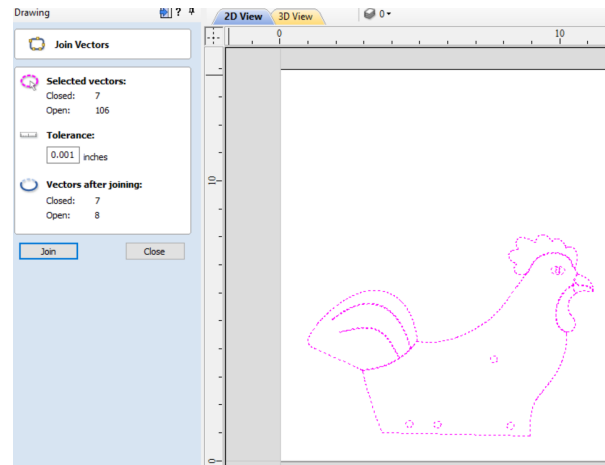 Drawing
?
2D View
3D View
0
Join Vectors
0
10
Selected vectors:
Closed: 7
Open: 106
Tolerance:
0.001 inches
Vectors after joining:
Closed: 7
Open: 8
Join
Close
10
0